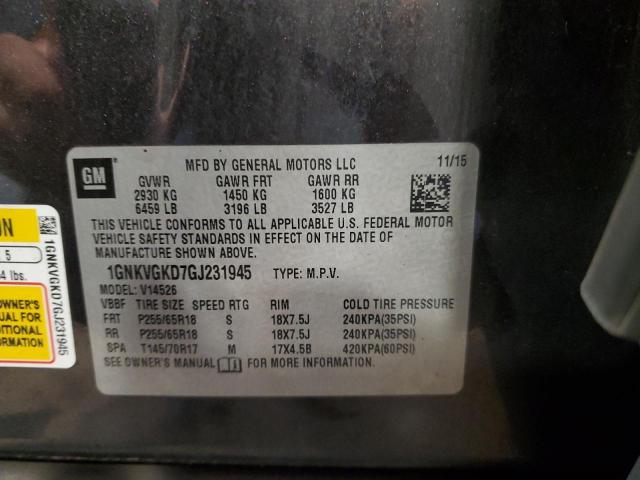 GM
MFD BY GENERAL MOTORS LLC 11/15
GVWR GAWR FRT GAWR RR
2930 KG 1450 KG 1600 KG
6459 LB 3196 LB 3527 LB
THIS VEHICLE CONFORMS TO ALL APPLICABLE U.S. FEDERAL MOTOR
VEHICLE SAFETY STANDARDS IN EFFECT ON THE DATE OF
MANUFACTURE SHOWN ABOVE.
1GNKVGKD7GJ231945 TYPE: M.P.V.
MODEL: V14526
VBBF TIRE SIZE SPEED RTG RIM COLD TIRE PRESSURE
FRT P255/65R18 S 18X7.5J 240KPA(35PSI)
RR P255/65R18 S 18X7.5J 240KPA(35PSI)
SPA T145/70R17 M 17X4.5B 420KPA(60PSI)
SEE OWNER'S MANUAL FOR MORE INFORMATION.
5
lbs.
OWNER'S
FOR
1GNKVGKD7GJ231945